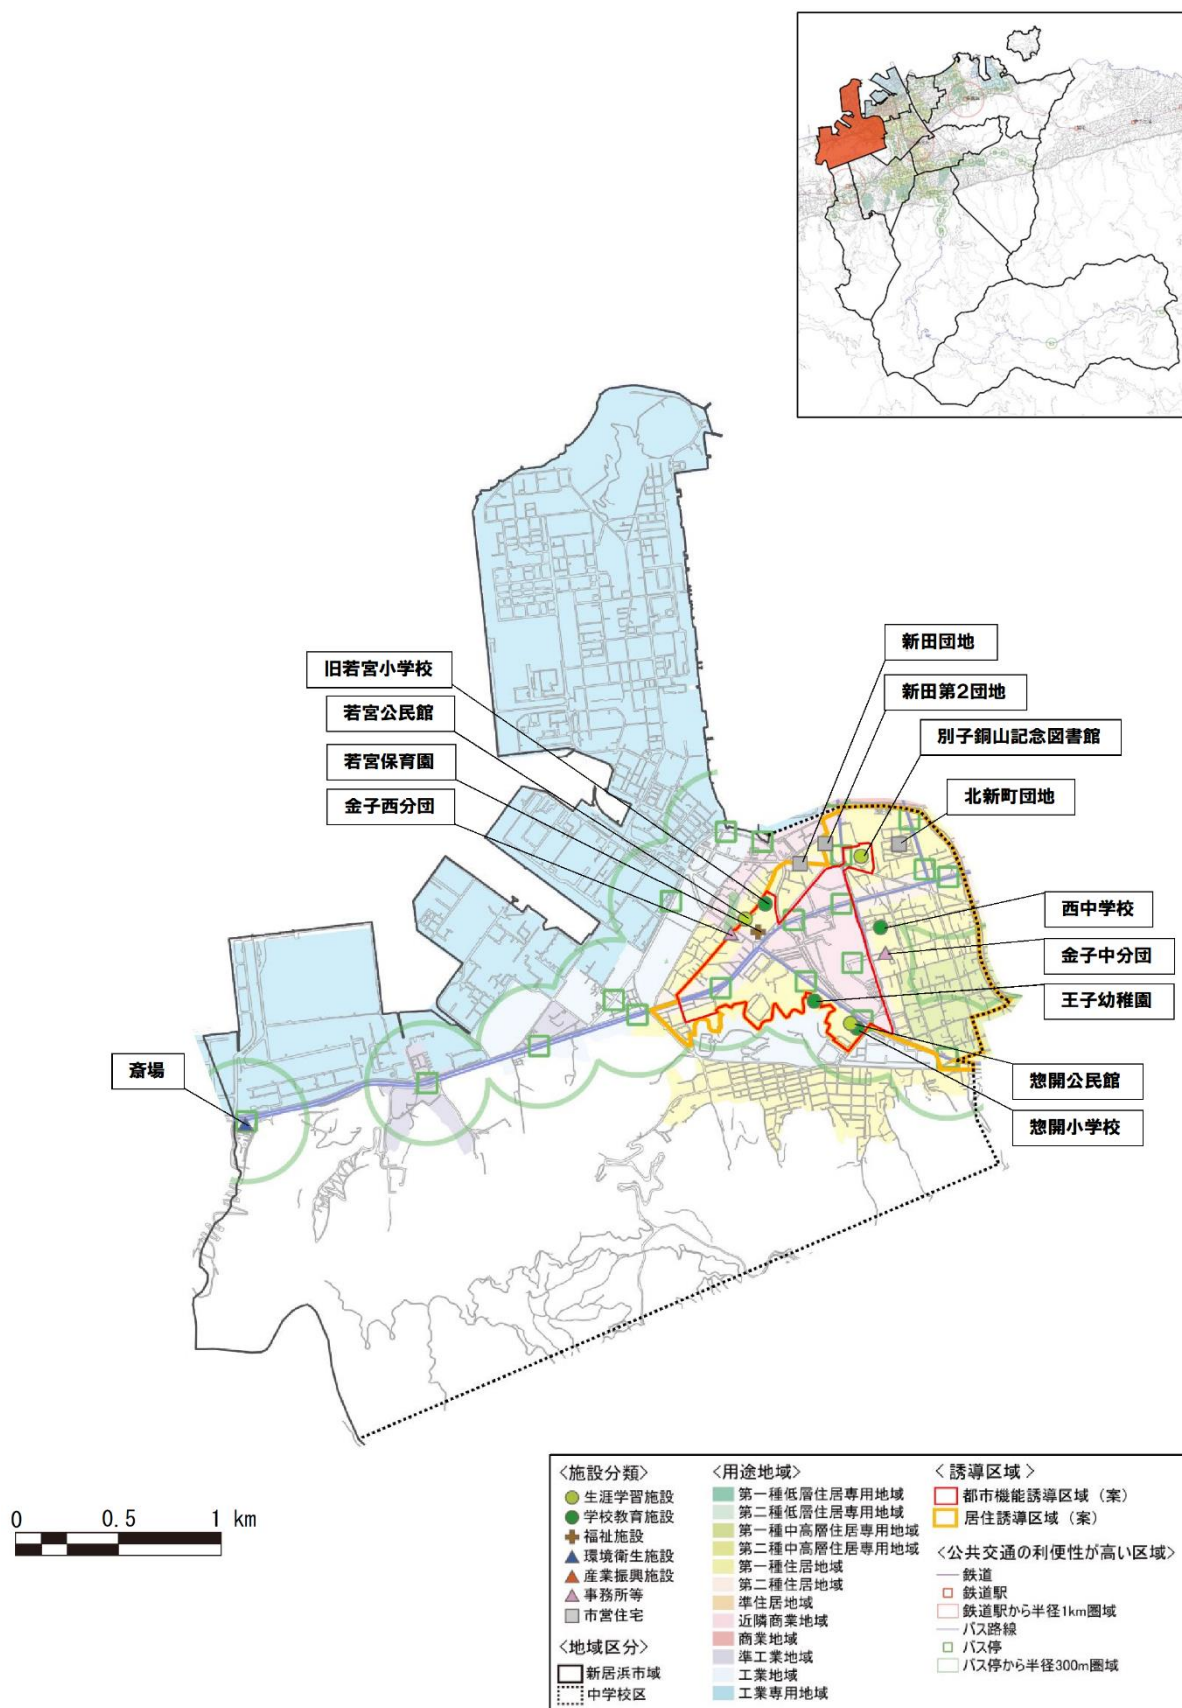 新田団地
旧若宮小学校
新田第2団地
若宮公民館
別子銅山記念図書館
若宮保育園
北新町団地
金子西分団
西中学校
金子中分団
王子幼稚園
斎場
惣開公民館
惣開小学校
0 0.5 1 km
〈施設分類〉
生涯学習施設
学校教育施設
福祉施設
環境衛生施設
産業振興施設
事務所等
市営住宅
〈地域区分〉
新居浜市域
中学校区
〈用途地域〉
第一種低層住居専用地域
第二種低層住居専用地域
第一種中高層住居専用地域
第二種中高層住居専用地域
第一種住居地域
第二種住居地域
準住居地域
近隣商業地域
商業地域
準工業地域
工業地域
工業専用地域
〈誘導区域〉
都市機能誘導区域（案）
居住誘導区域（案）
〈公共交通の利便性が高い区域〉
鉄道
鉄道駅
鉄道駅から半径1km圏域
バス路線
バス停
バス停から半径300m圏域